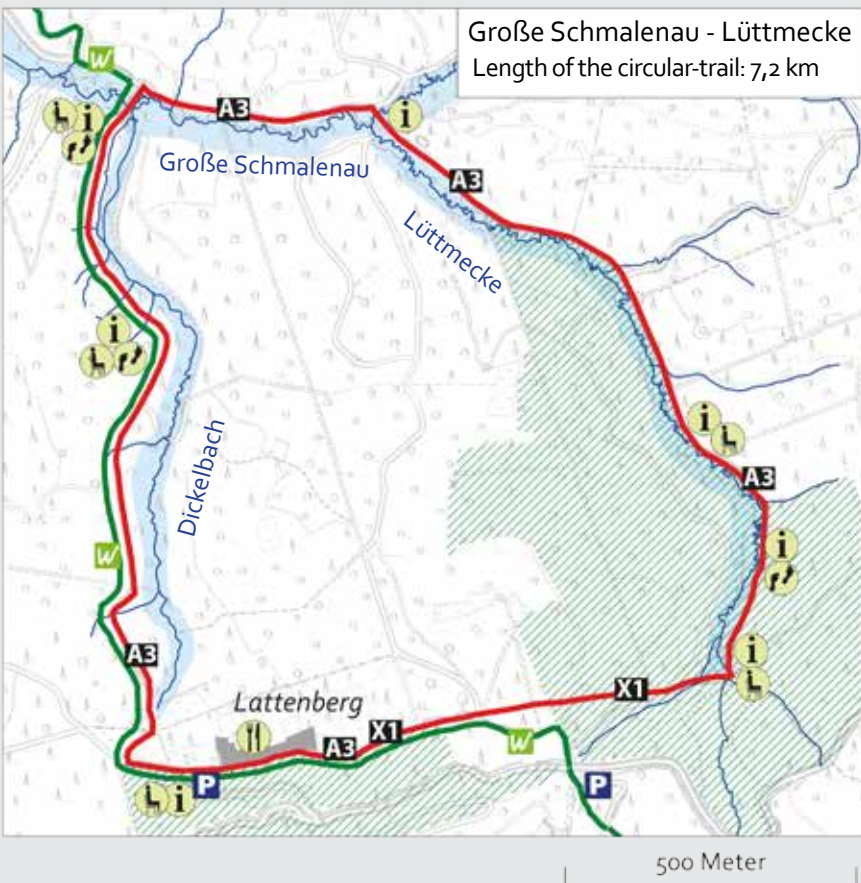 Große Schmalenau - Lüttmecke
Length of the circular-trail: 7,2 km
W
i
A3
i
Große Schmalenau
A3
Lüttmecke
i
i
Dickelbach
A3
W
i
A3
i
X1
Lattenberg
A3
X1
W
P
P
i
500 Meter